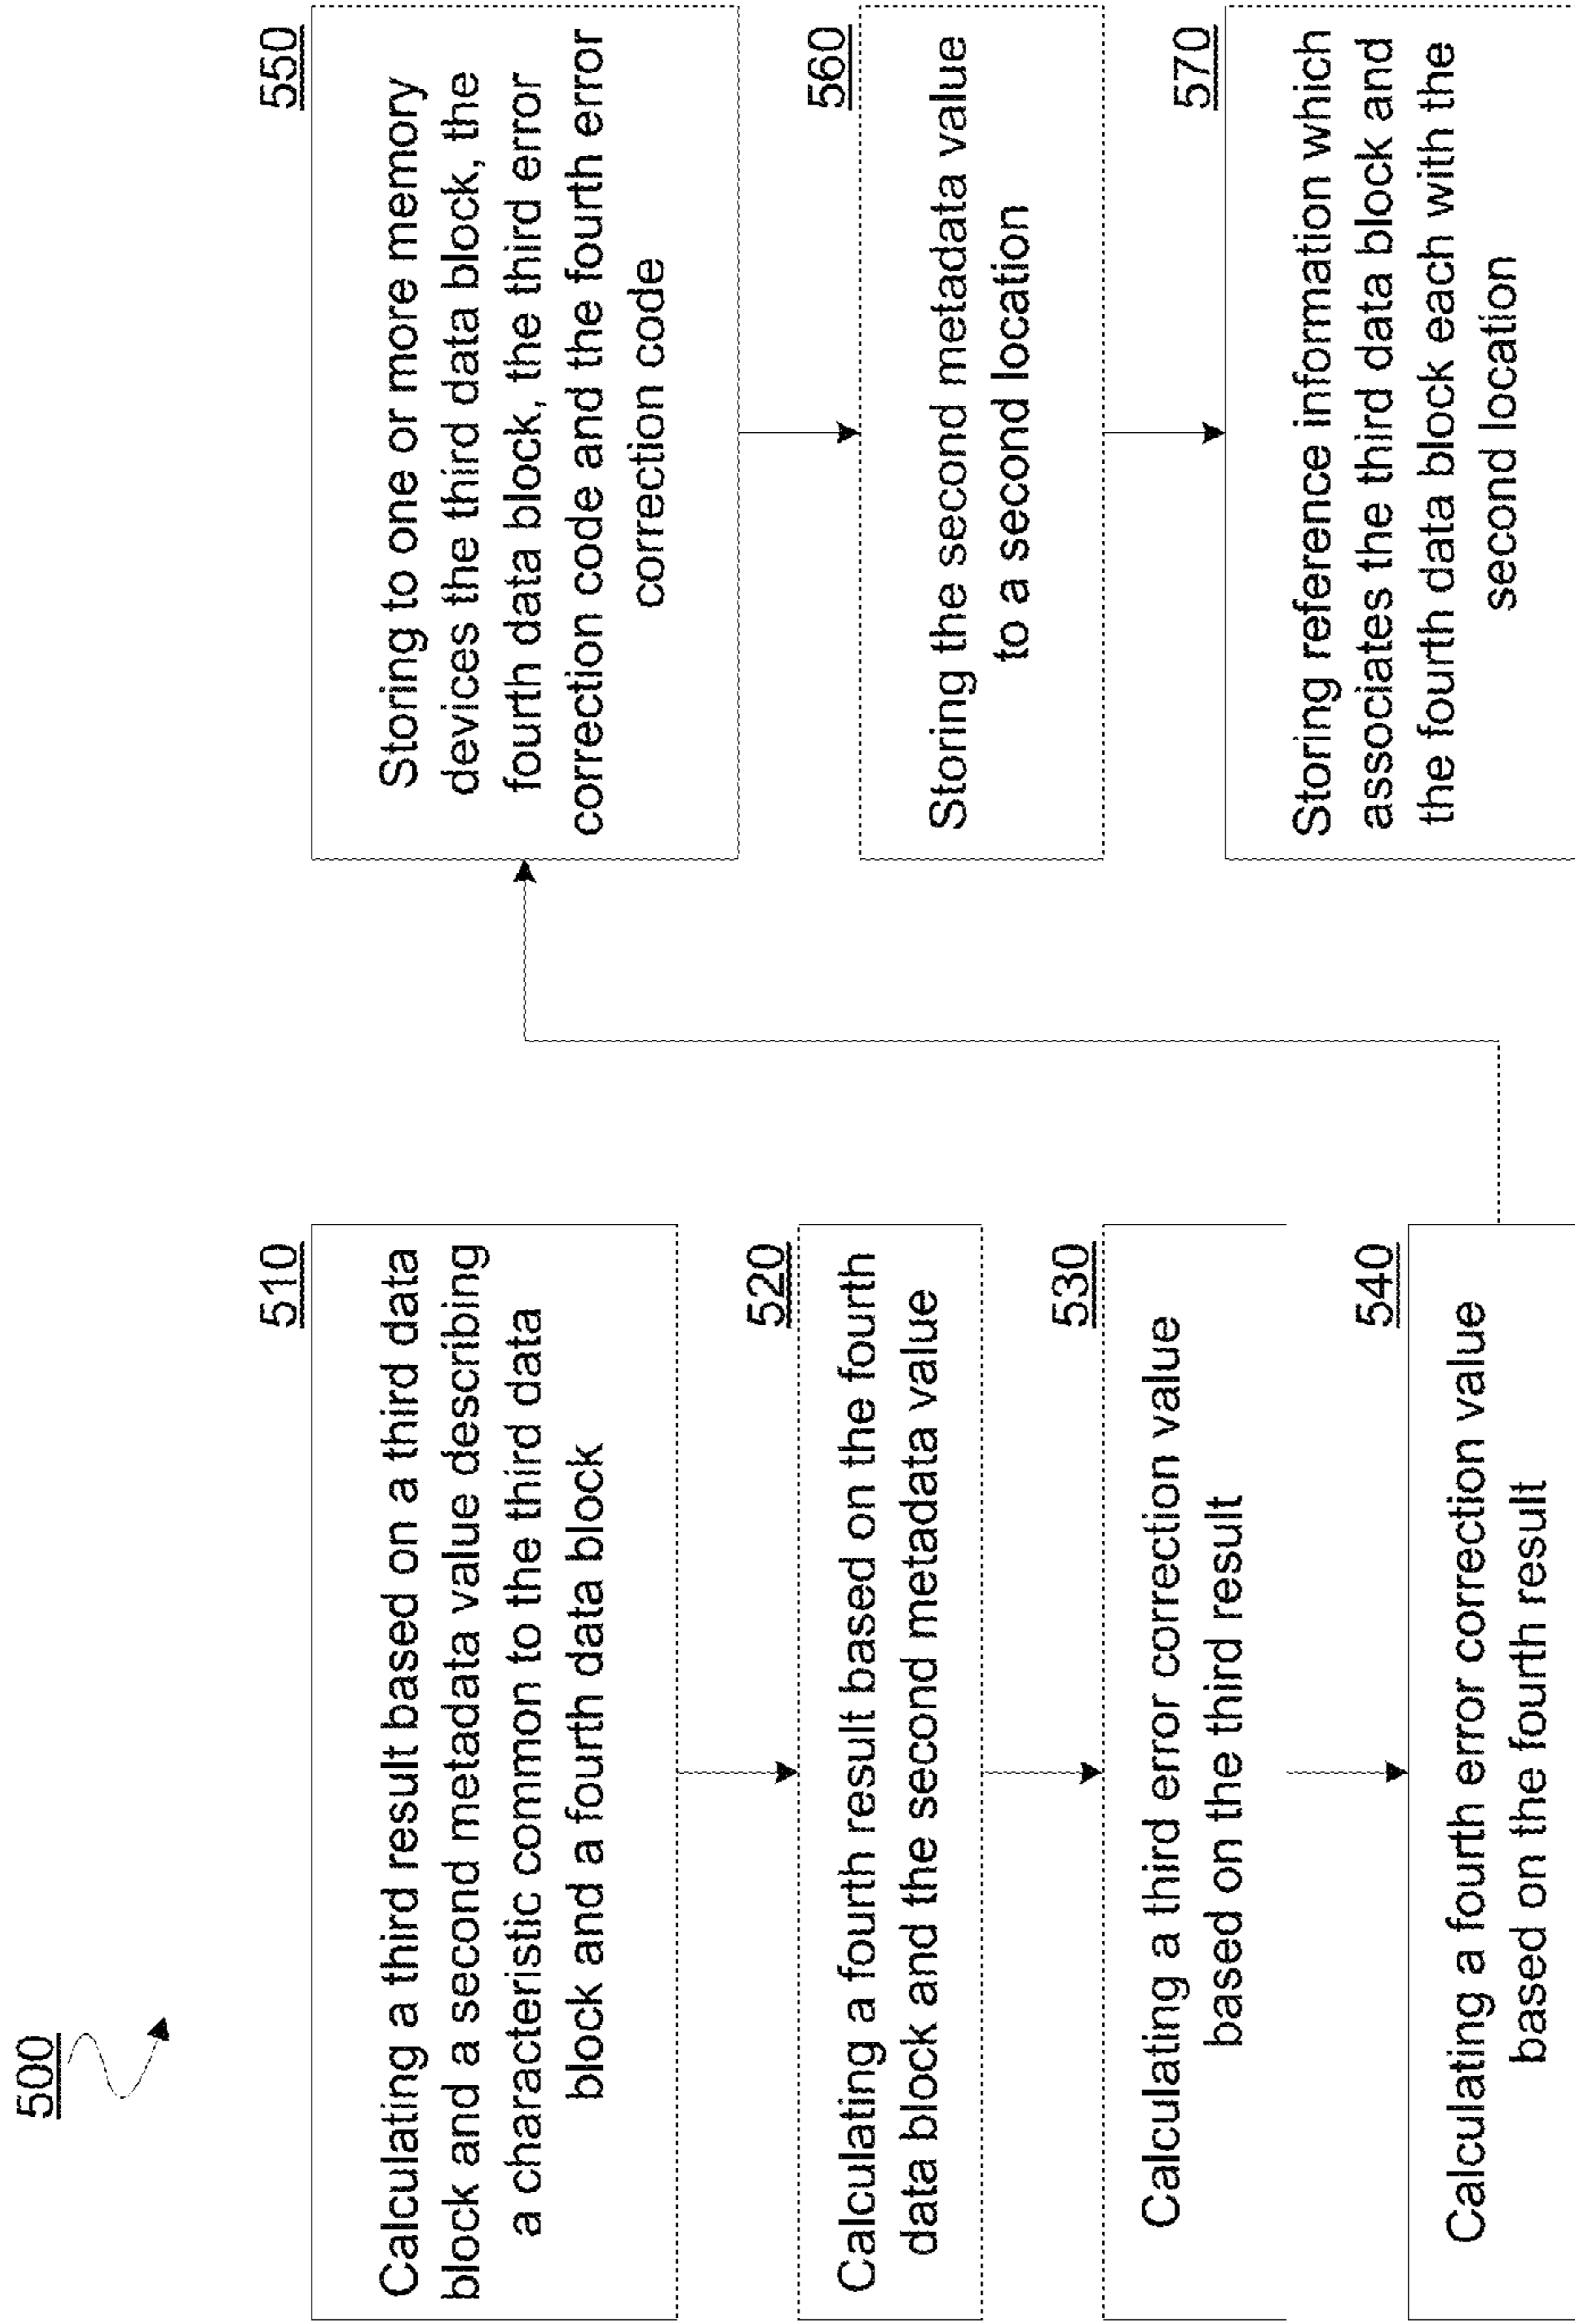 500
510
Calculating a third result based on a third data
block and a second metadata value describing
a characteristic common to the third data
block and a fourth data block
520
Calculating a fourth result based on the fourth
data block and the second metadata value
530
Calculating a third error correction value
based on the third result
540
Calculating a fourth error correction value
based on the fourth result
550
Storing to one or more memory
devices the third data block, the
fourth data block, the third error
correction code and the fourth error
correction code
560
Storing the second metadata value
to a second location
570
Storing reference information which
associates the third data block and
the fourth data block each with the
second location